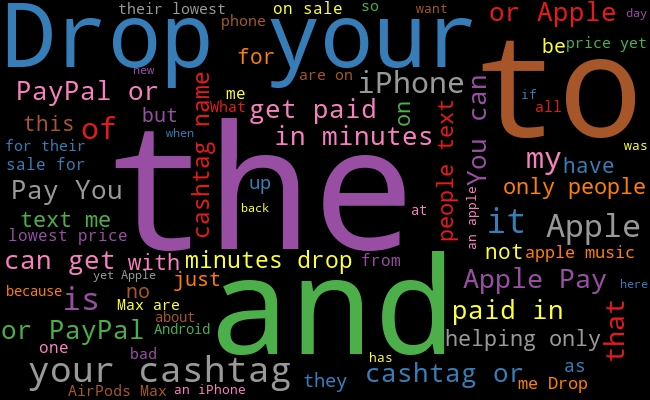 their lowest
on sale
so
want
or Apple
day
Drop your
phone
to
be
price yet
for
new
are on
iPhone
if
all
PayPal or
me
What
get paid
on
people text
You can
this
of
but
cashtag name
in minutes
when
the
was
for their
sale for
my
have
Pay You
up
only people
text me
back
at
an apple
it
Apple
lowest price
can get
with
minutes drop
from
not
apple music
yet Apple
just
Apple Pay
here
because
is
no
Max are
and
paid in
that
or PayPal
about
Android
helping only
one
bad
has
your cashtag
they
cashtag or
as
me Drop
AirPods Max
an iPhone